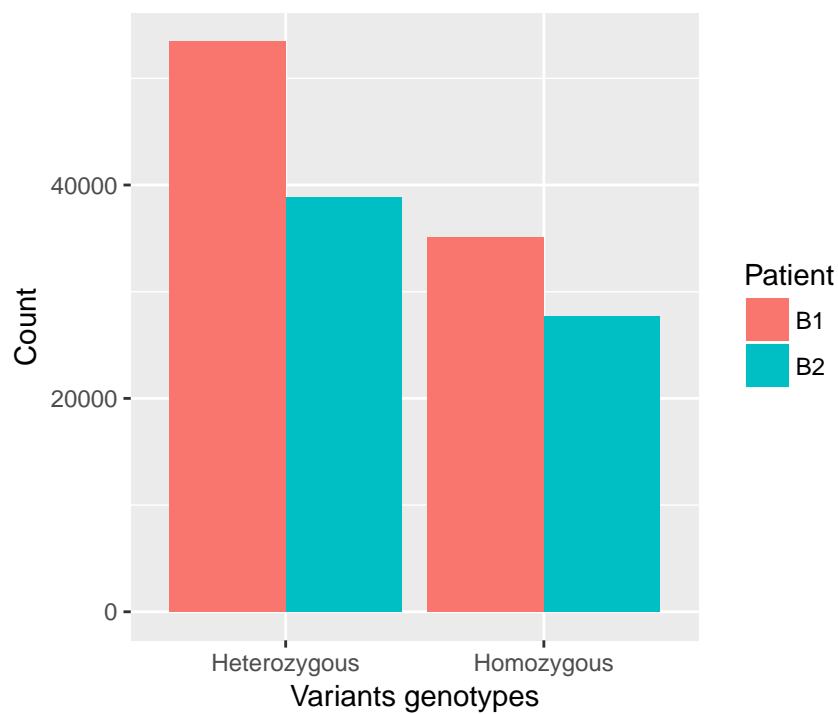 Count
40000
20000
0
Heterozygous
Homozygous
Variants genotypes
Patient
B1
B2